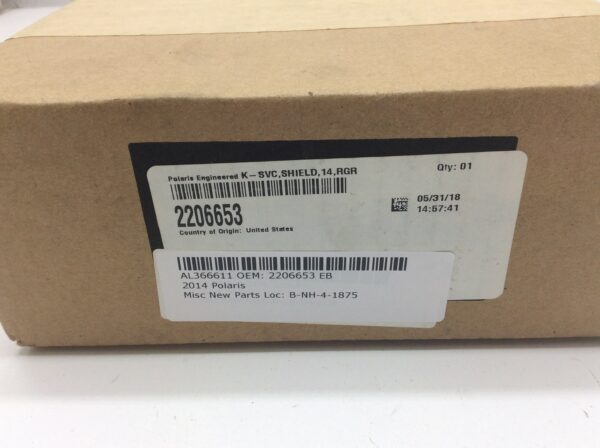 Polaris Engineered K-SVC,SHIELD,14,RGR
Qty: 01
2206653
Country of Origin: United States
05/31/18
14:57:41
AL366611 OEM: 2206653 EB
2014 Polaris
Misc New Parts Loc: B-NH-4-1875